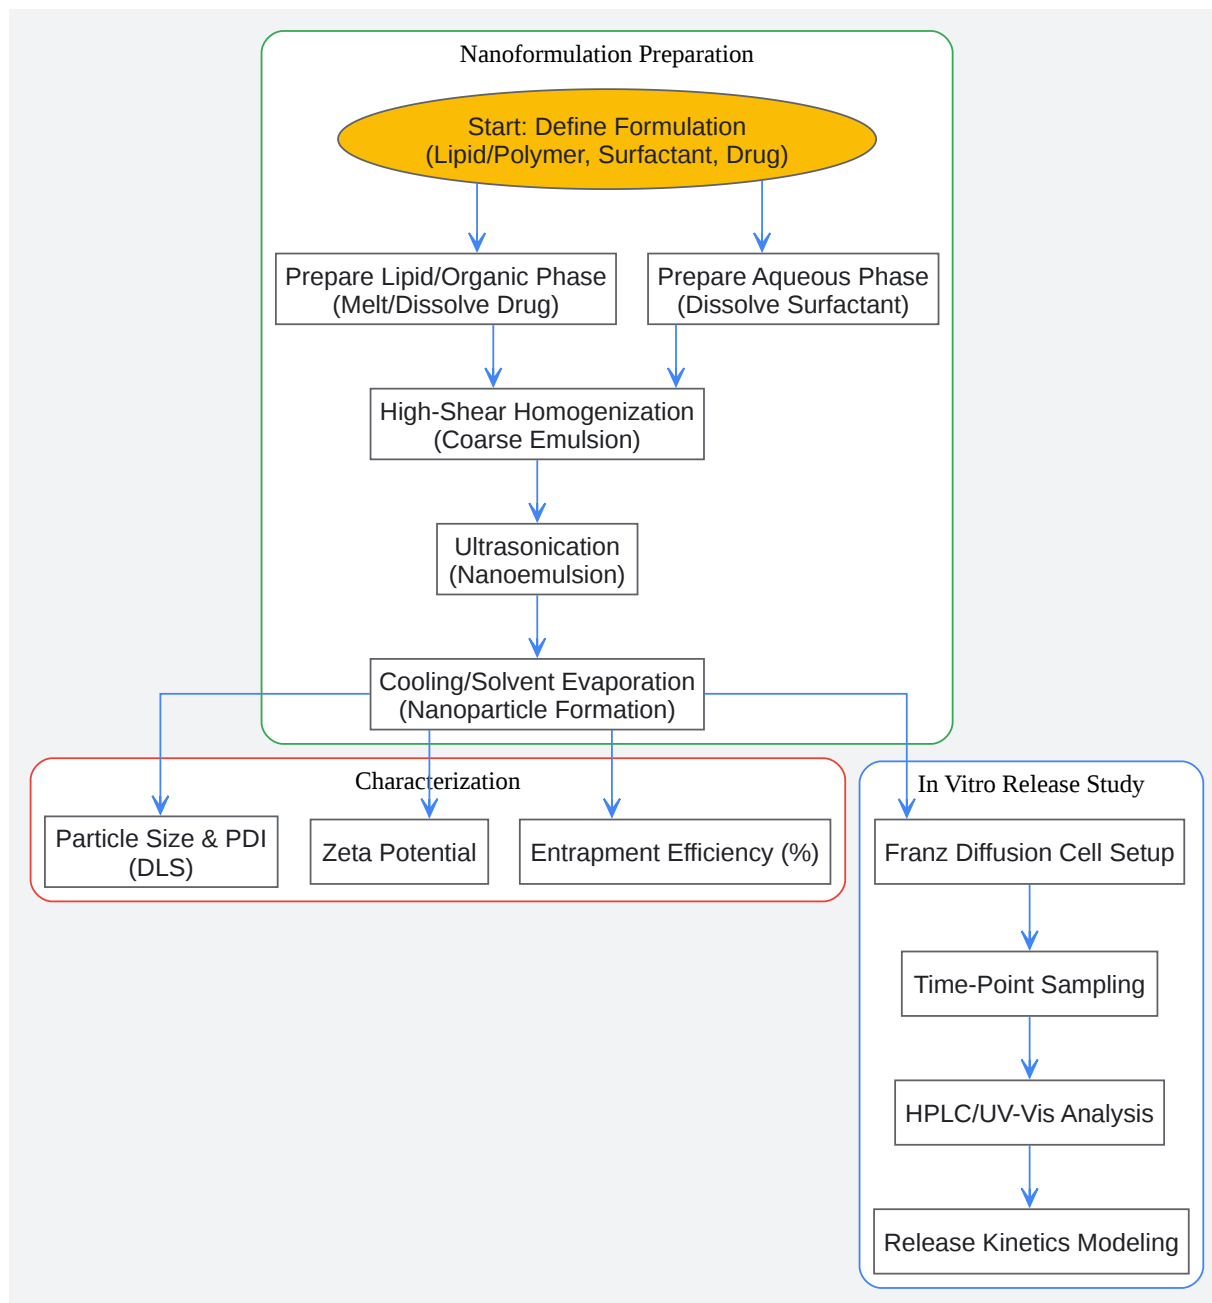 Nanoformulation Preparation
Start: Define Formulation
(Lipid/Polymer, Surfactant, Drug)
Prepare Lipid/Organic Phase
(Melt/Dissolve Drug)
Prepare Aqueous Phase
(Dissolve Surfactant)
High-Shear Homogenization
(Coarse Emulsion)
Ultrasonication
(Nanoemulsion)
Cooling/Solvent Evaporation
(Nanoparticle Formation)
Characterization
Particle Size & PDI
(DLS)
Zeta Potential
Entrapment Efficiency (%)
In Vitro Release Study
Franz Diffusion Cell Setup
Time-Point Sampling
HPLC/UV-Vis Analysis
Release Kinetics Modeling